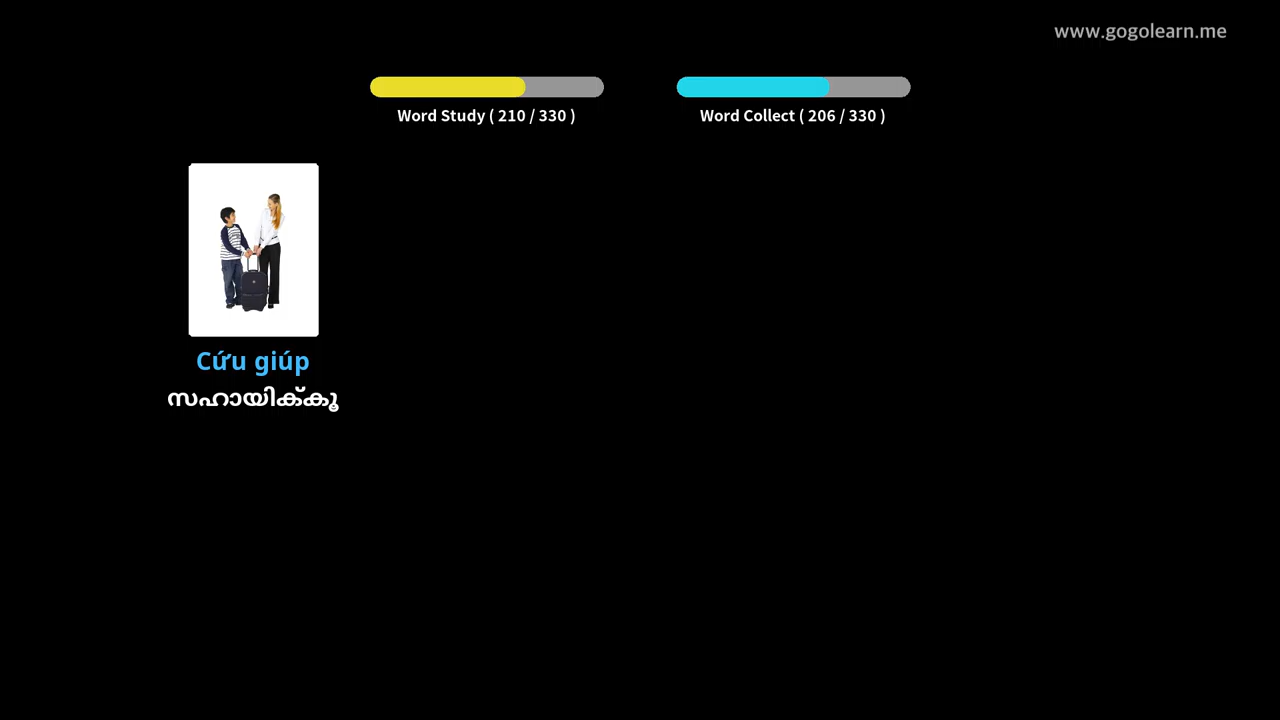 www.gogolearn.me
Word Study ( 210 / 330 )
Word Collect ( 206 / 330 )
Cứu giúp
സഹായിക്കൂ